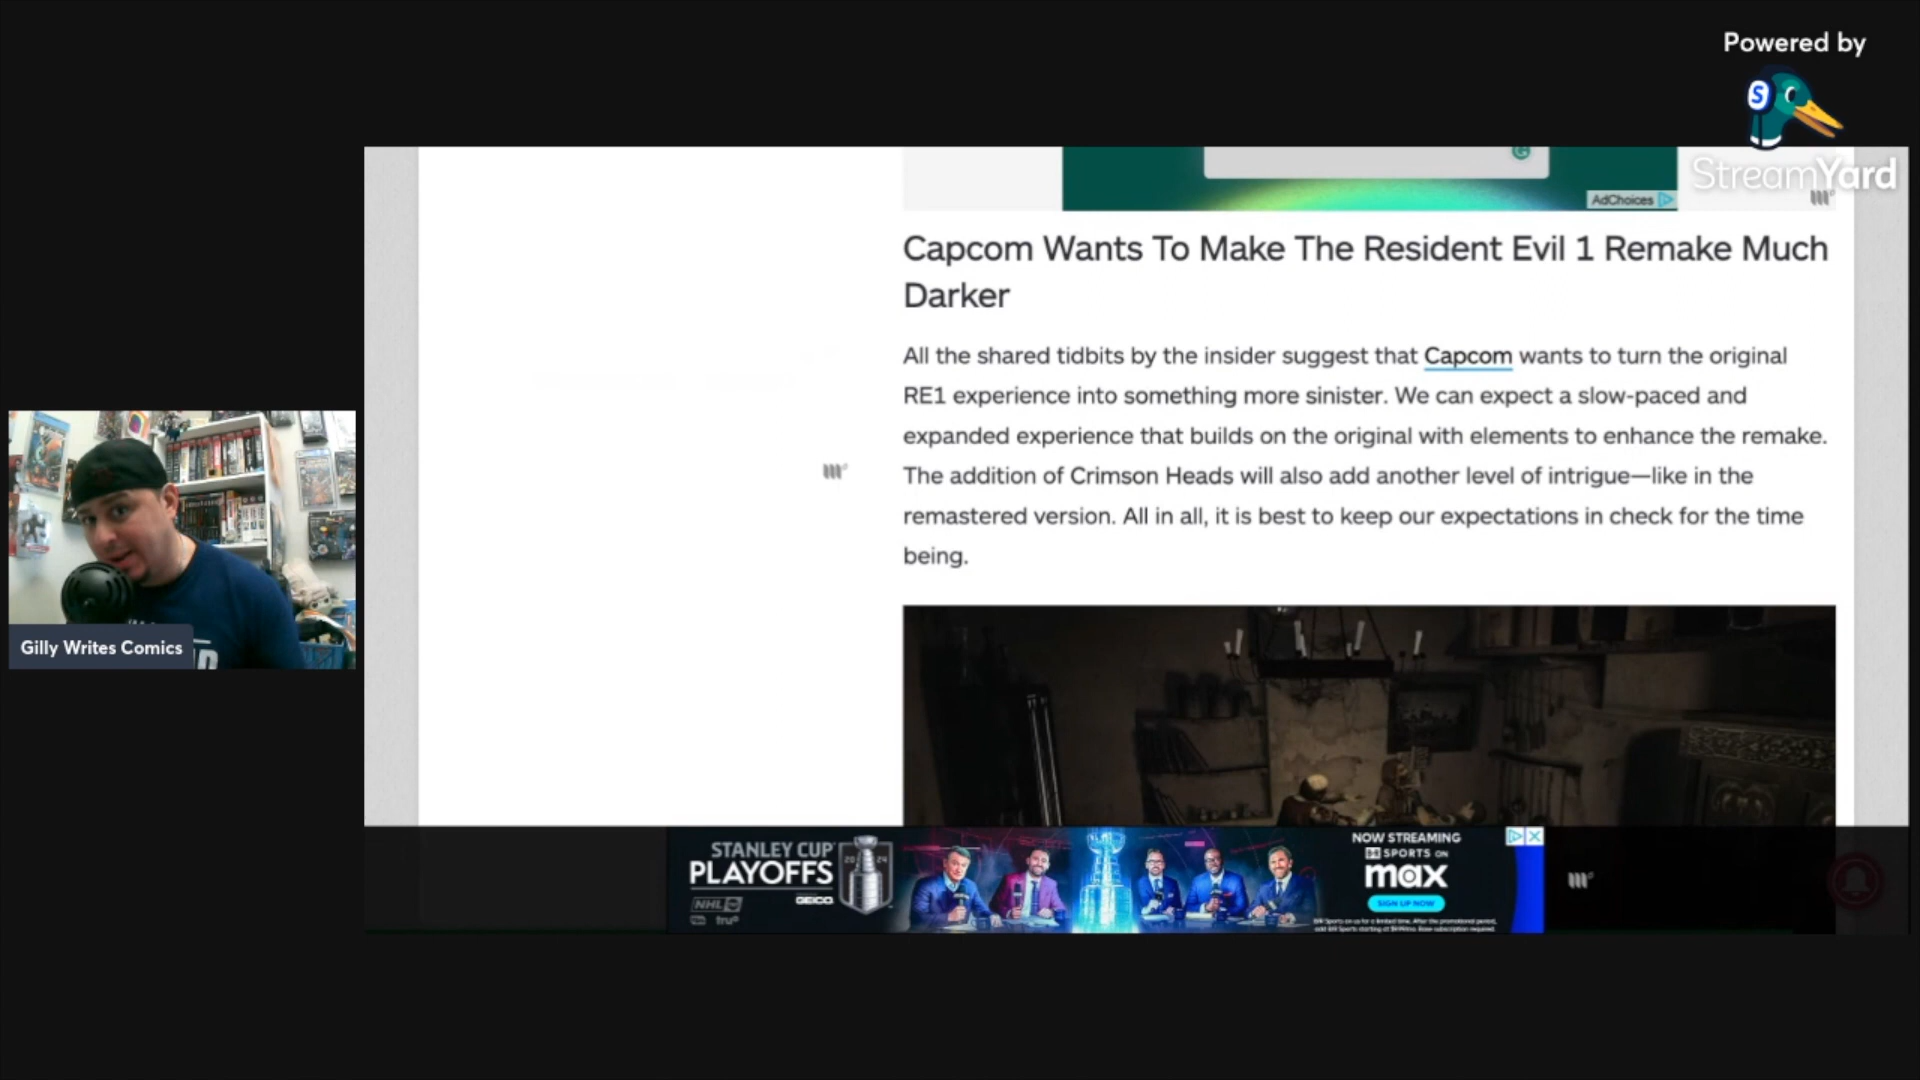 Powered by
StreamYard
AdChoices
Capcom Wants To Make The Resident Evil 1 Remake Much
Darker
All the shared tidbits by the insider suggest that Capcom wants to turn the original
RE1 experience into something more sinister. We can expect a slow-paced and
expanded experience that builds on the original with elements to enhance the remake.
The addition of Crimson Heads will also add another level of intrigue—like in the
remastered version. All in all, it is best to keep our expectations in check for the time
being.
Gilly Writes Comics
STANLEY CUP
PLAYOFFS
2024
GEICO
NHL
tru
NOW STREAMING
B/R SPORTS ON
max
SIGN UP NOW